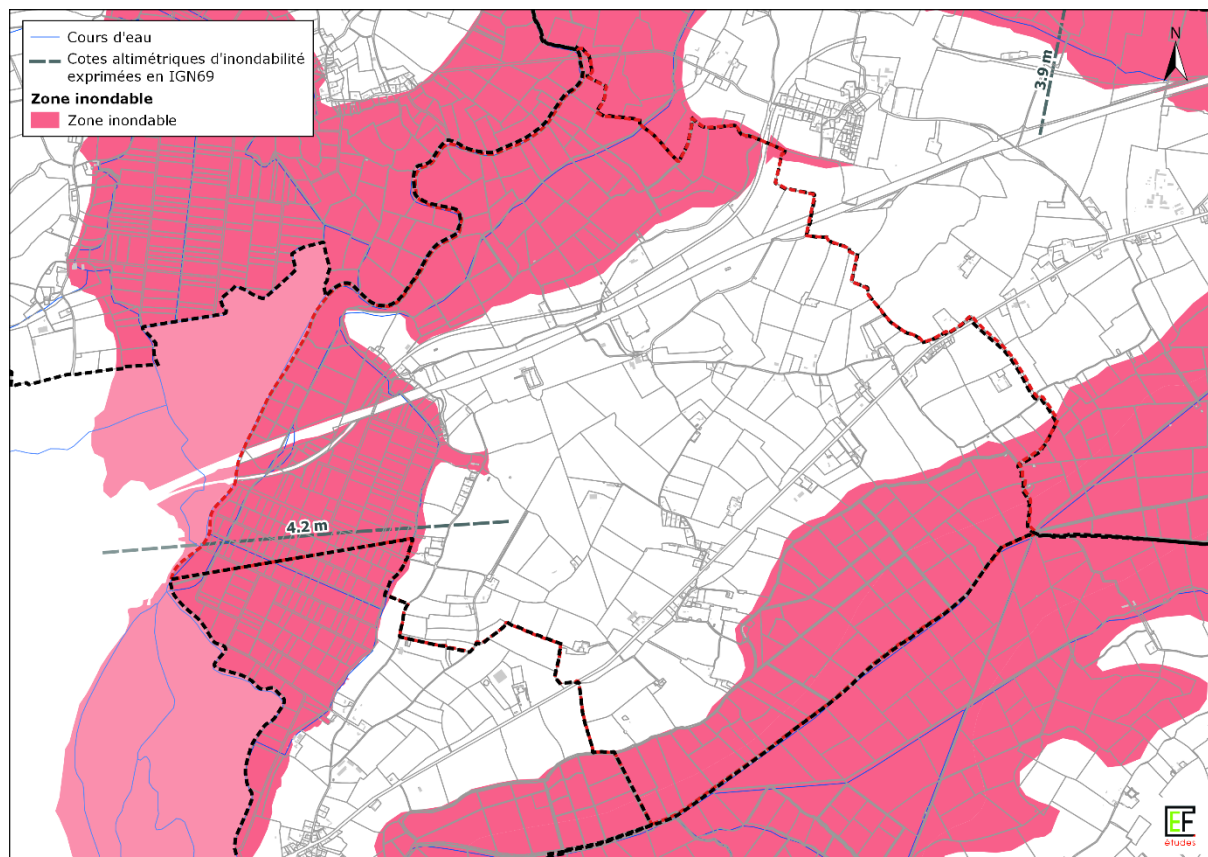 Cours d'eau
Cotes altimétriques d'inondabilité
exprimées en IGN69
Zone inondable
Zone inondable
3.9 m
N
4.2 m
EF
études